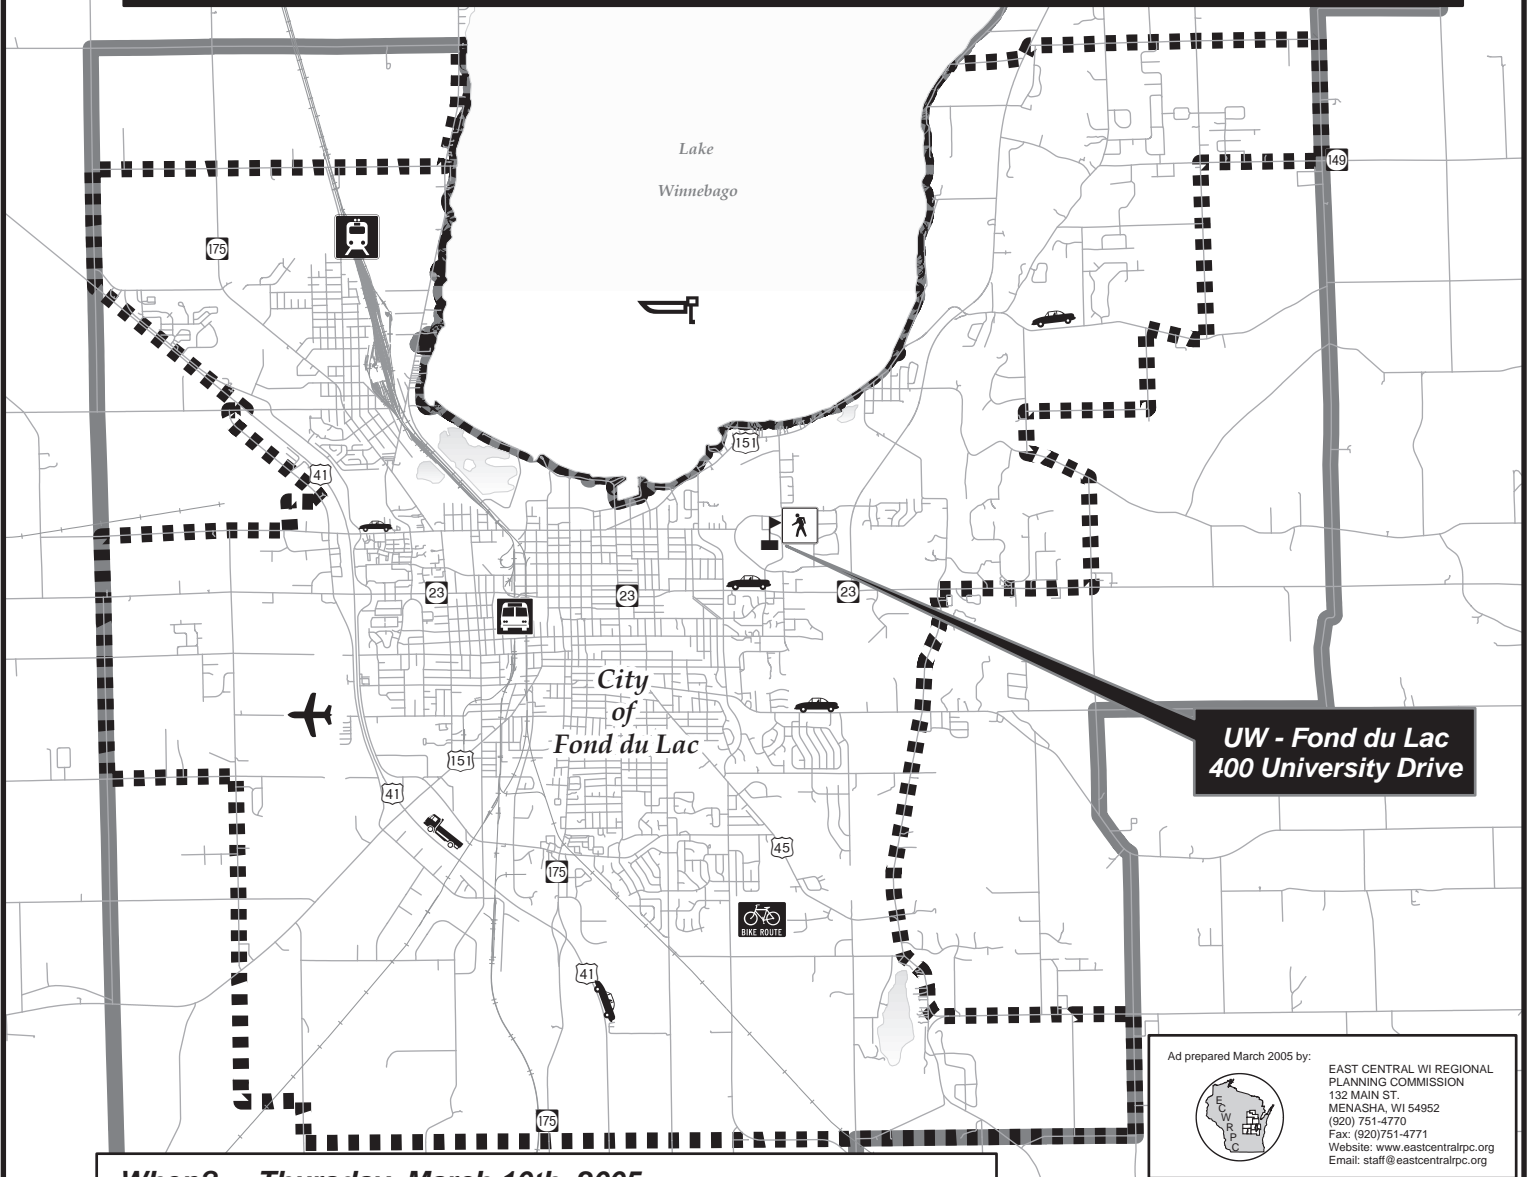 Lake
Winnebago
149
175
151
41
23
23
23
City
of
Fond du Lac
UW - Fond du Lac
400 University Drive
151
41
45
175
BIKE ROUTE
41
175
Ad prepared March 2005 by:
ECWRPC
EAST CENTRAL WI REGIONAL
PLANNING COMMISSION
132 MAIN ST.
MENASHA, WI 54952
(920) 751-4770
Fax: (920)751-4771
Website: www.eastcentralrpc.org
Email: staff@eastcentralrpc.org